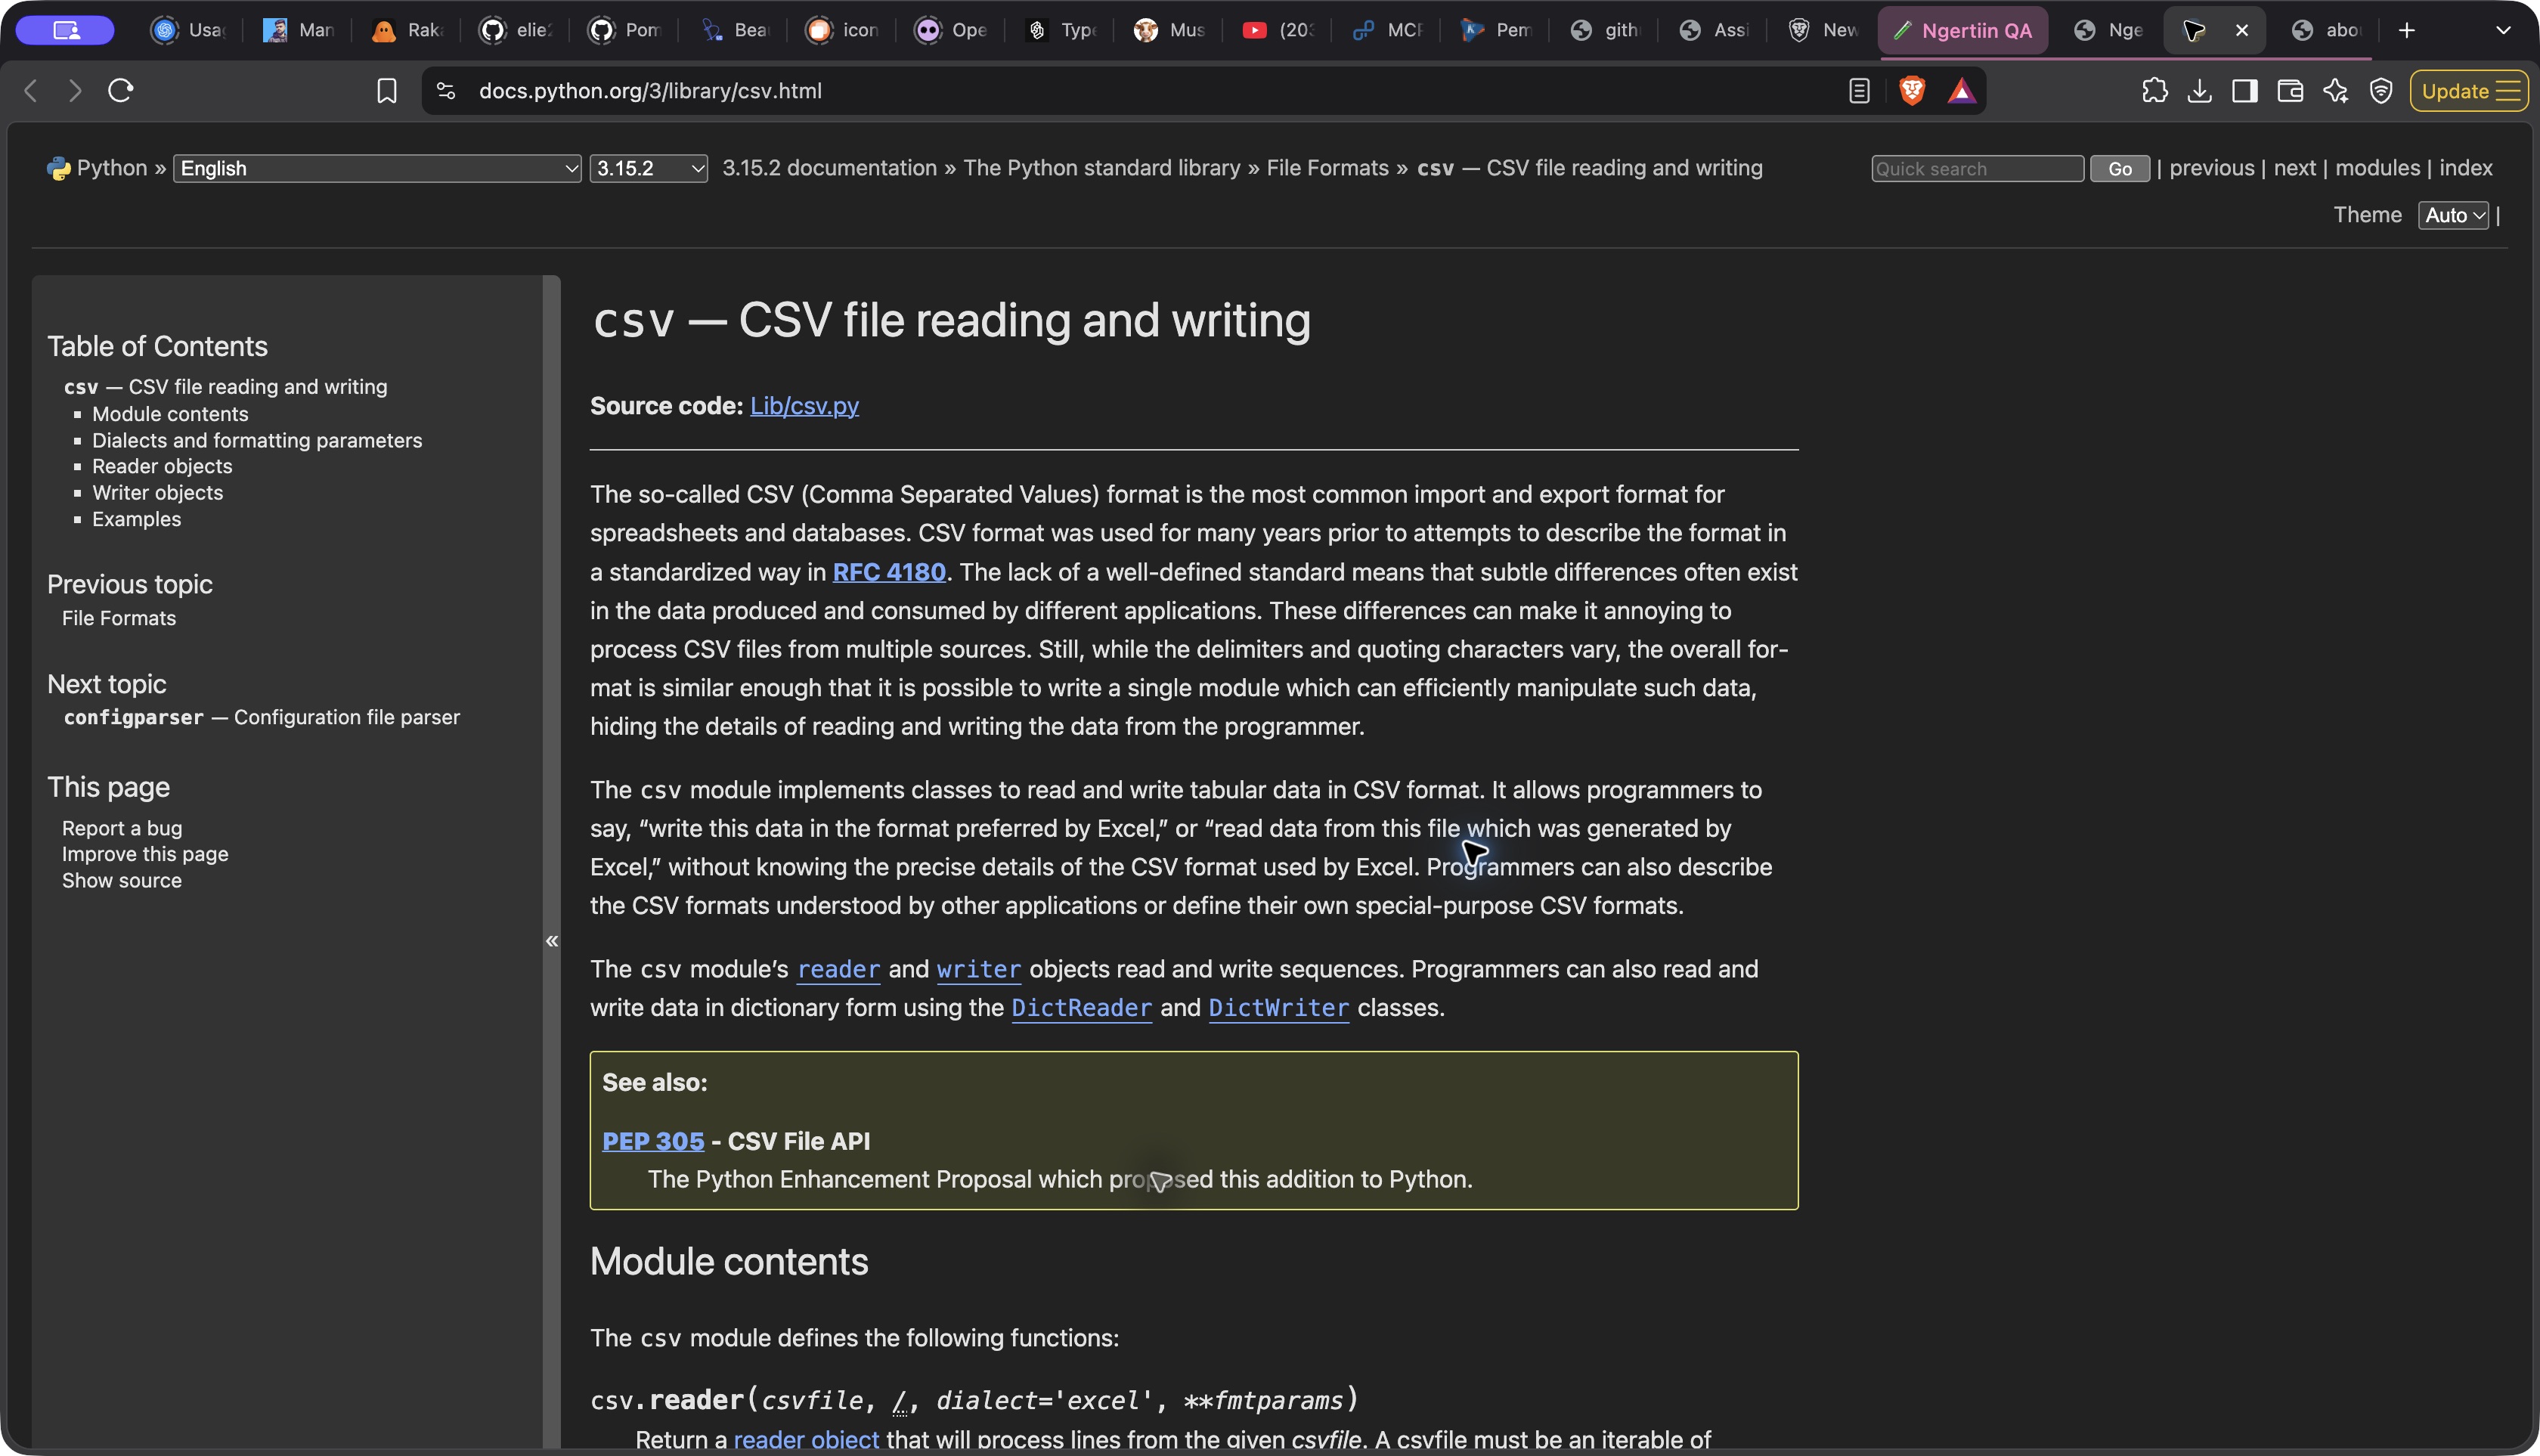 Usa
Man
Rak
elie
Pom
Bea
icon
Ope
Type
Mus
(20
MCP
Pem
gith
Assi
New
Ngertiin QA
Nge
abo
docs.python.org/3/library/csv.html
Update
Python » English 3.15.2 3.15.2 documentation » The Python standard library » File Formats » csv — CSV file reading and writing
Quick search Go | previous | next | modules | index
Theme Auto |
Table of Contents
csv — CSV file reading and writing
Module contents
Dialects and formatting parameters
Reader objects
Writer objects
Examples
Previous topic
File Formats
Next topic
configparser — Configuration file parser
This page
Report a bug
Improve this page
Show source
«
csv — CSV file reading and writing
Source code: Lib/csv.py
The so-called CSV (Comma Separated Values) format is the most common import and export format for
spreadsheets and databases. CSV format was used for many years prior to attempts to describe the format in
a standardized way in RFC 4180. The lack of a well-defined standard means that subtle differences often exist
in the data produced and consumed by different applications. These differences can make it annoying to
process CSV files from multiple sources. Still, while the delimiters and quoting characters vary, the overall for-
mat is similar enough that it is possible to write a single module which can efficiently manipulate such data,
hiding the details of reading and writing the data from the programmer.
The csv module implements classes to read and write tabular data in CSV format. It allows programmers to
say, “write this data in the format preferred by Excel,” or “read data from this file which was generated by
Excel,” without knowing the precise details of the CSV format used by Excel. Programmers can also describe
the CSV formats understood by other applications or define their own special-purpose CSV formats.
The csv module’s reader and writer objects read and write sequences. Programmers can also read and
write data in dictionary form using the DictReader and DictWriter classes.
See also:
PEP 305 - CSV File API
The Python Enhancement Proposal which proposed this addition to Python.
Module contents
The csv module defines the following functions:
csv.reader(csvfile, /, dialect='excel', **fmtparams)
Return a reader object that will process lines from the given csvfile. A csvfile must be an iterable of